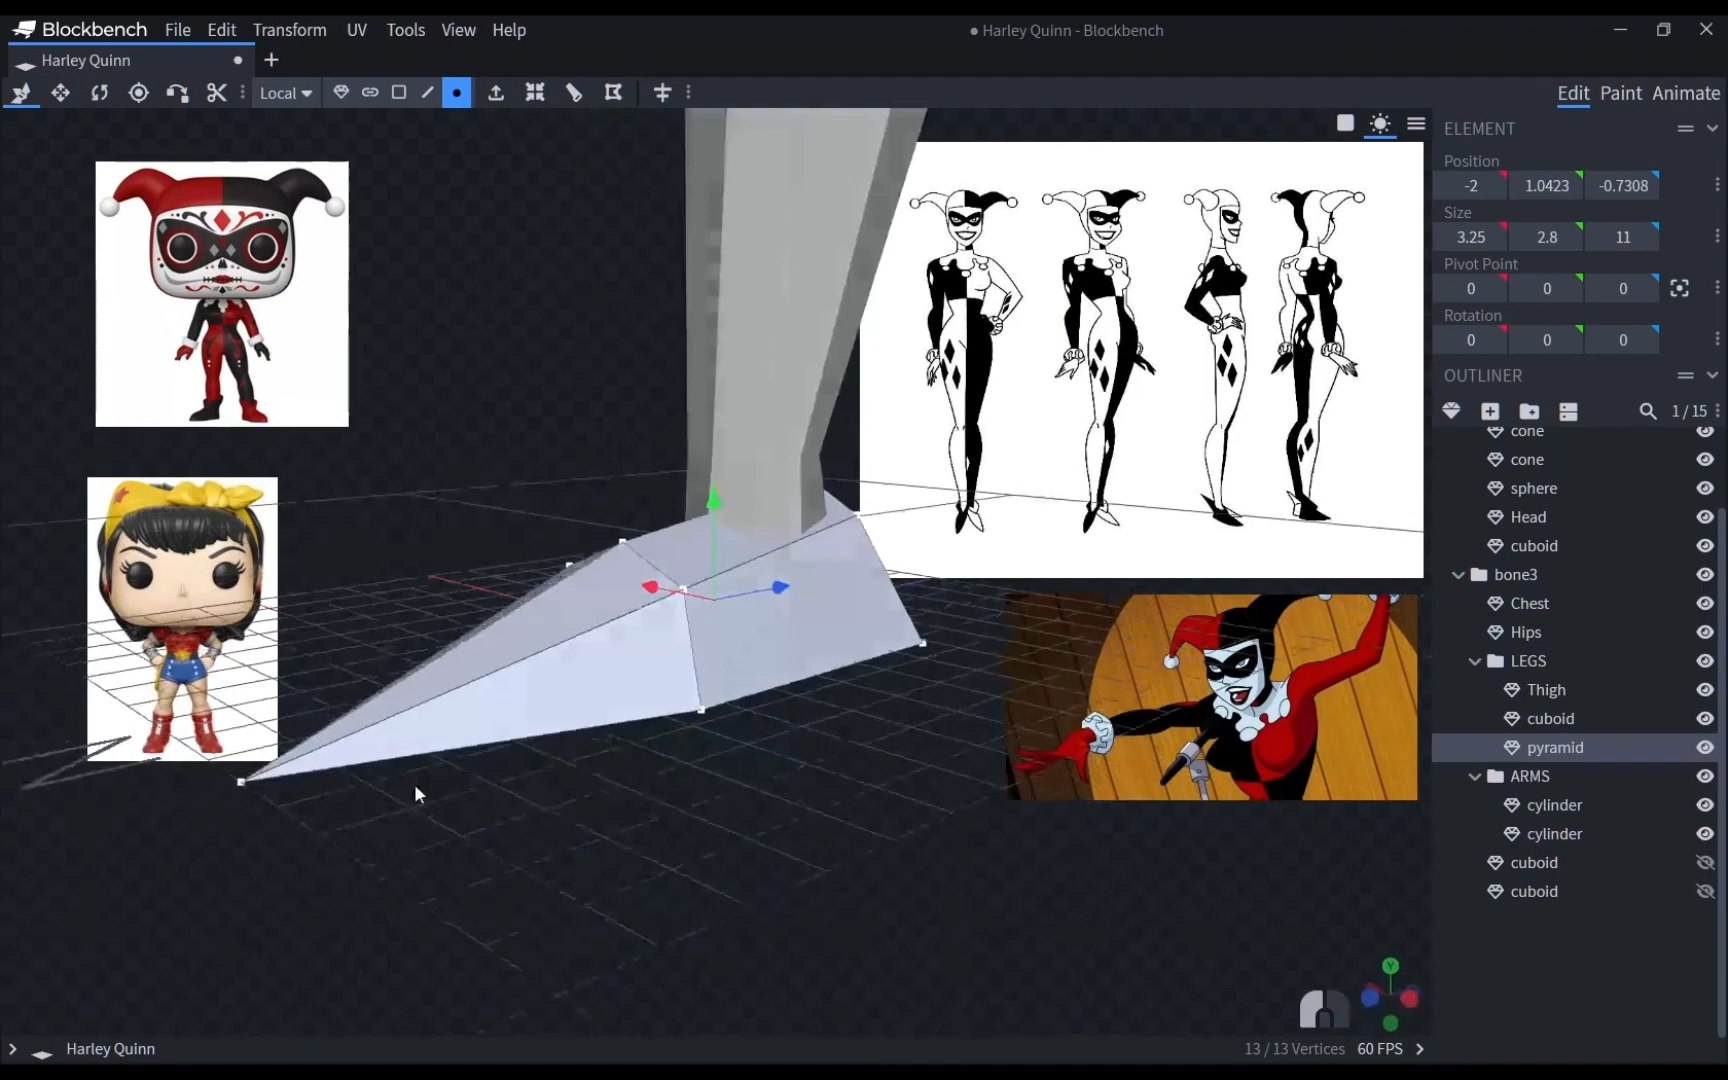 Blockbench File Edit Transform UV Tools View Help
Harley Quinn - Blockbench
Harley Quinn
Local
Edit Paint Animate
ELEMENT
Position
-2 1.0423 -0.7308
Size
3.25 2.8 11
Pivot Point
0 0 0
Rotation
0 0 0
OUTLINER
1 / 15
cone
cone
sphere
Head
cuboid
bone3
Chest
Hips
LEGS
Thigh
cuboid
pyramid
ARMS
cylinder
cylinder
cuboid
cuboid
Y
Harley Quinn
13 / 13 Vertices 60 FPS